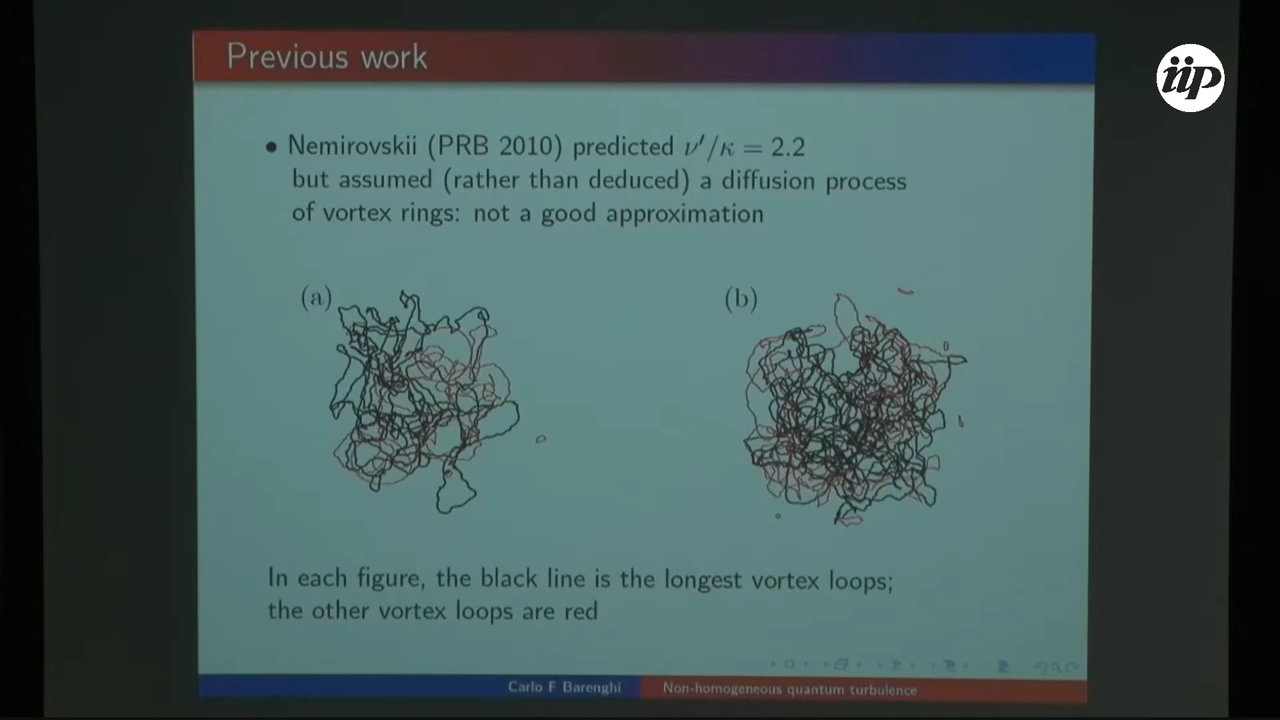 Previous work
iip
• Nemirovskii (PRB 2010) predicted ν′/κ = 2.2
but assumed (rather than deduced) a diffusion process
of vortex rings: not a good approximation
(a)
(b)
In each figure, the black line is the longest vortex loops;
the other vortex loops are red
Carlo F Barenghi
Non-homogeneous quantum turbulence